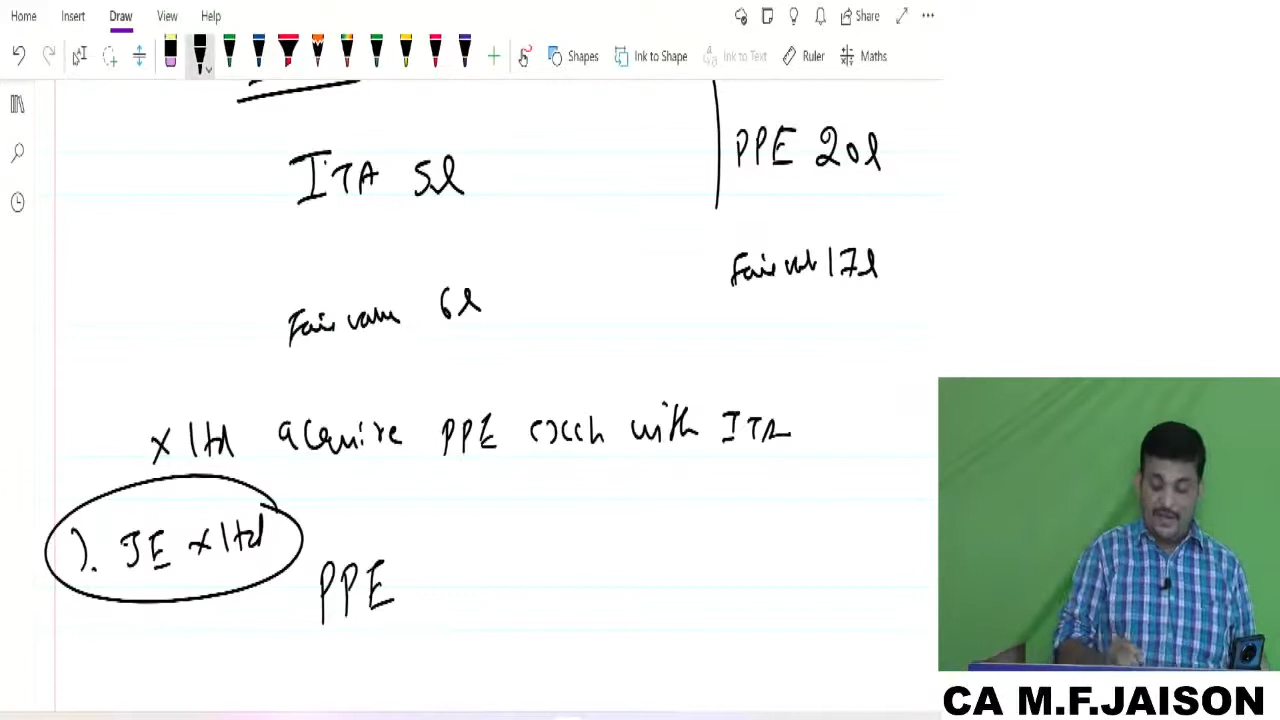 Home Insert Draw View Help Share
Shapes Ink to Shape Ink to Text Ruler Maths
PPE 20l
ITA 5l
Fair val 17l
Fair value 6l
X ltd acquire PPE exch with ITA
1). JE X ltd
PPE
CA M.F.JAISON